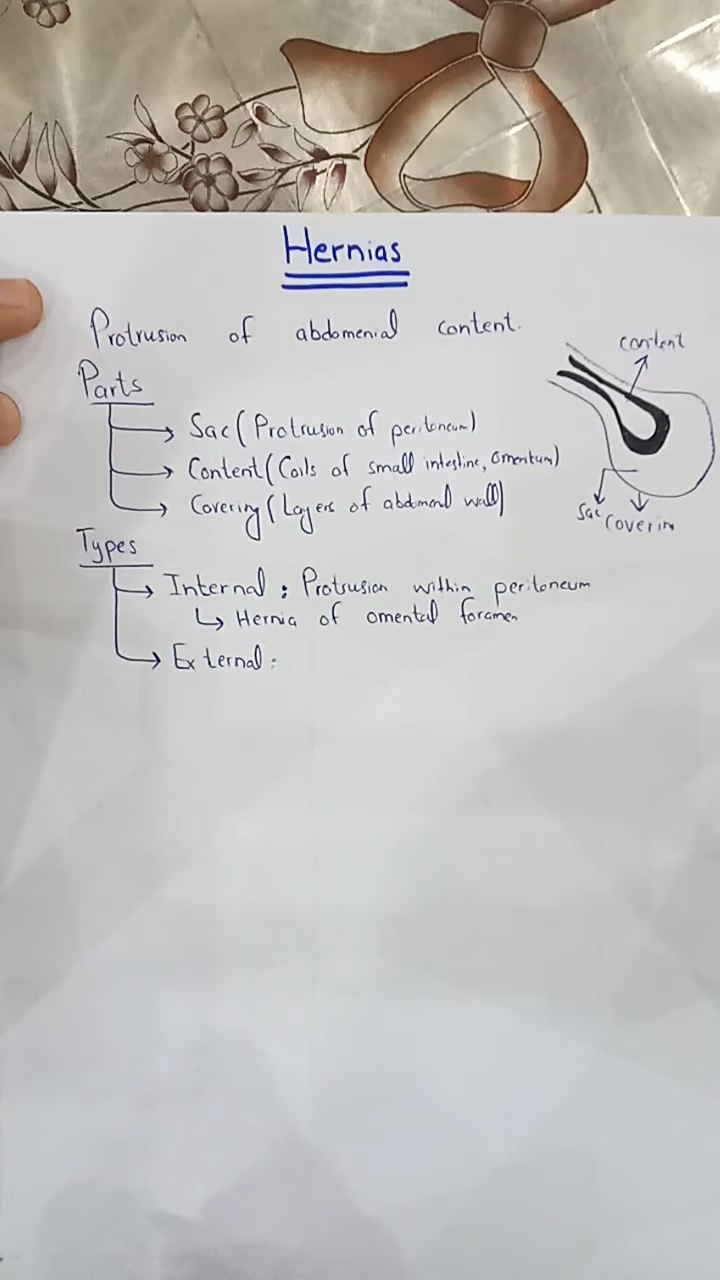 Hernias
Protrusion of abdomenial content.
Parts
Sac (Protrusion of peritoneum)
Content (Coils of small intestine, omentum)
Covering (Layers of abdomenal wall)
content
Sac
Coverin
Types
Internal : Protrusion within peritoneum
Hernia of omental foramen
External :